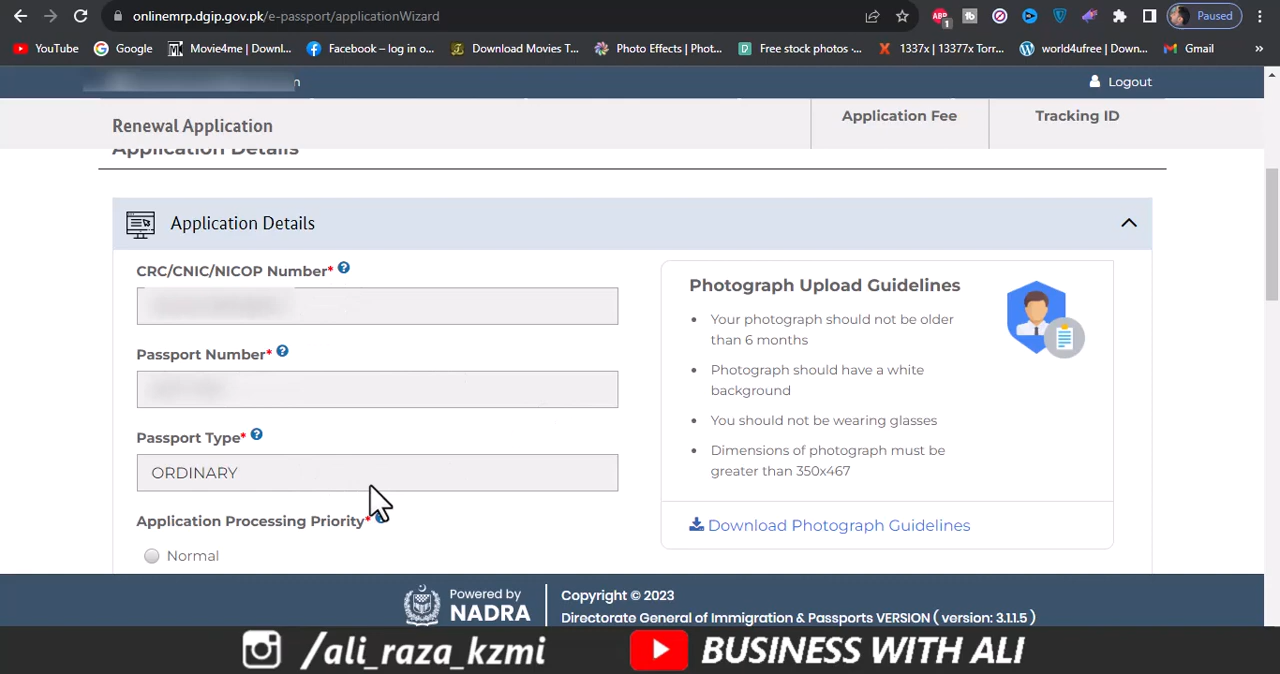 onlinemrp.dgip.gov.pk/e-passport/applicationWizard
ABP
1
tb
Paused
YouTube
Google
Movie4me | Downl...
Facebook – log in o...
Download Movies T...
Photo Effects | Phot...
Free stock photos -...
1337x | 13377x Torr...
world4ufree | Down...
Gmail
»
Logout
Renewal Application
Application Fee
Tracking ID
Application Details
Application Details
CRC/CNIC/NICOP Number* ?
Passport Number* ?
Passport Type* ?
ORDINARY
Application Processing Priority*
Normal
Photograph Upload Guidelines
• Your photograph should not be older
than 6 months
• Photograph should have a white
background
• You should not be wearing glasses
• Dimensions of photograph must be
greater than 350x467
Download Photograph Guidelines
Powered by
NADRA
Copyright © 2023
Directorate General of Immigration & Passports VERSION ( version: 3.1.1.5 )
/ali_raza_kzmi
BUSINESS WITH ALI